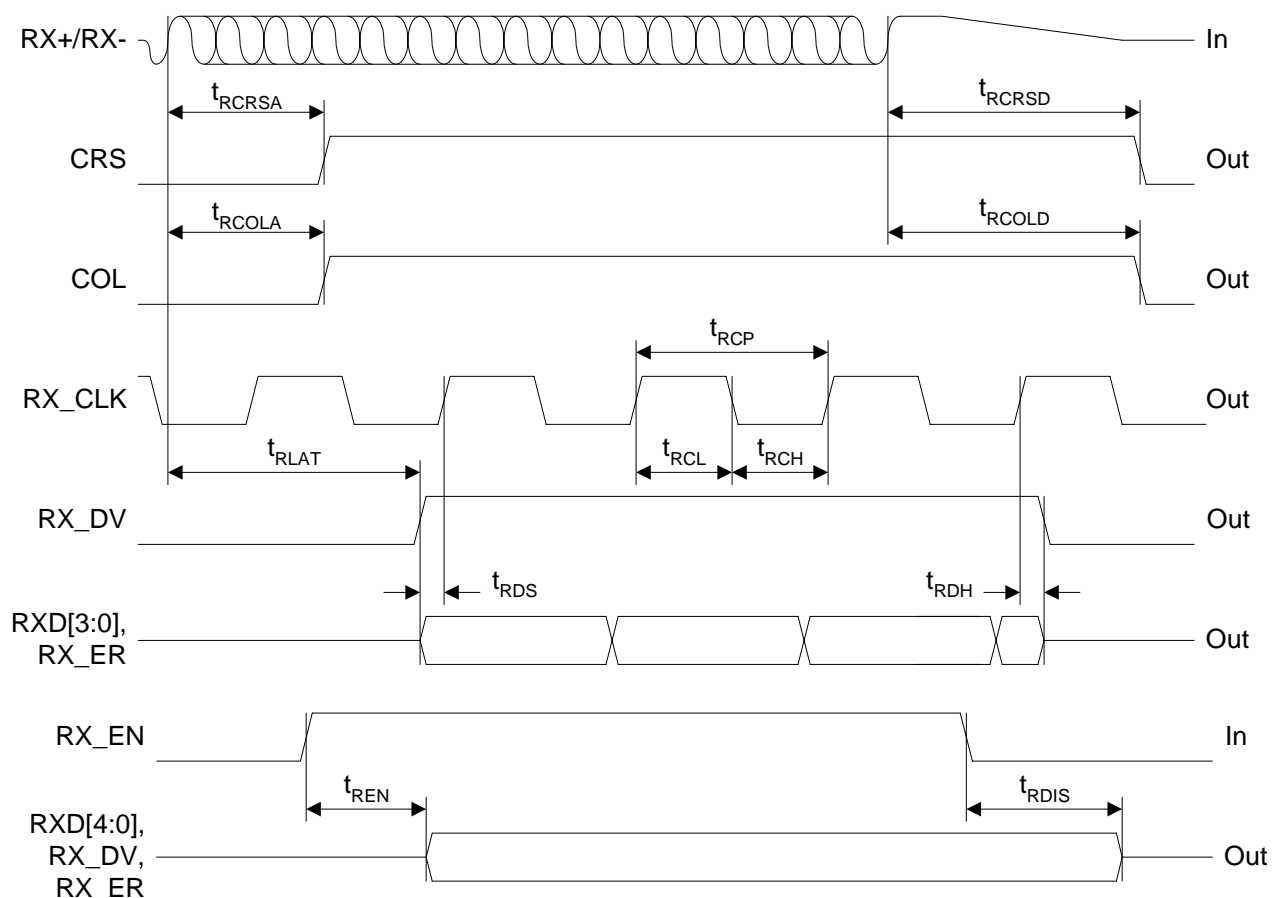 RX+/RX-
In
tRCRSA
tRCRSD
CRS
Out
tRCOLA
tRCOLD
COL
Out
tRCP
RX_CLK
Out
tRLAT
tRCL
tRCH
RX_DV
Out
tRDS
tRDH
RXD[3:0],
RX_ER
Out
RX_EN
In
tREN
tRDIS
RXD[4:0],
RX_DV,
RX_ER
Out